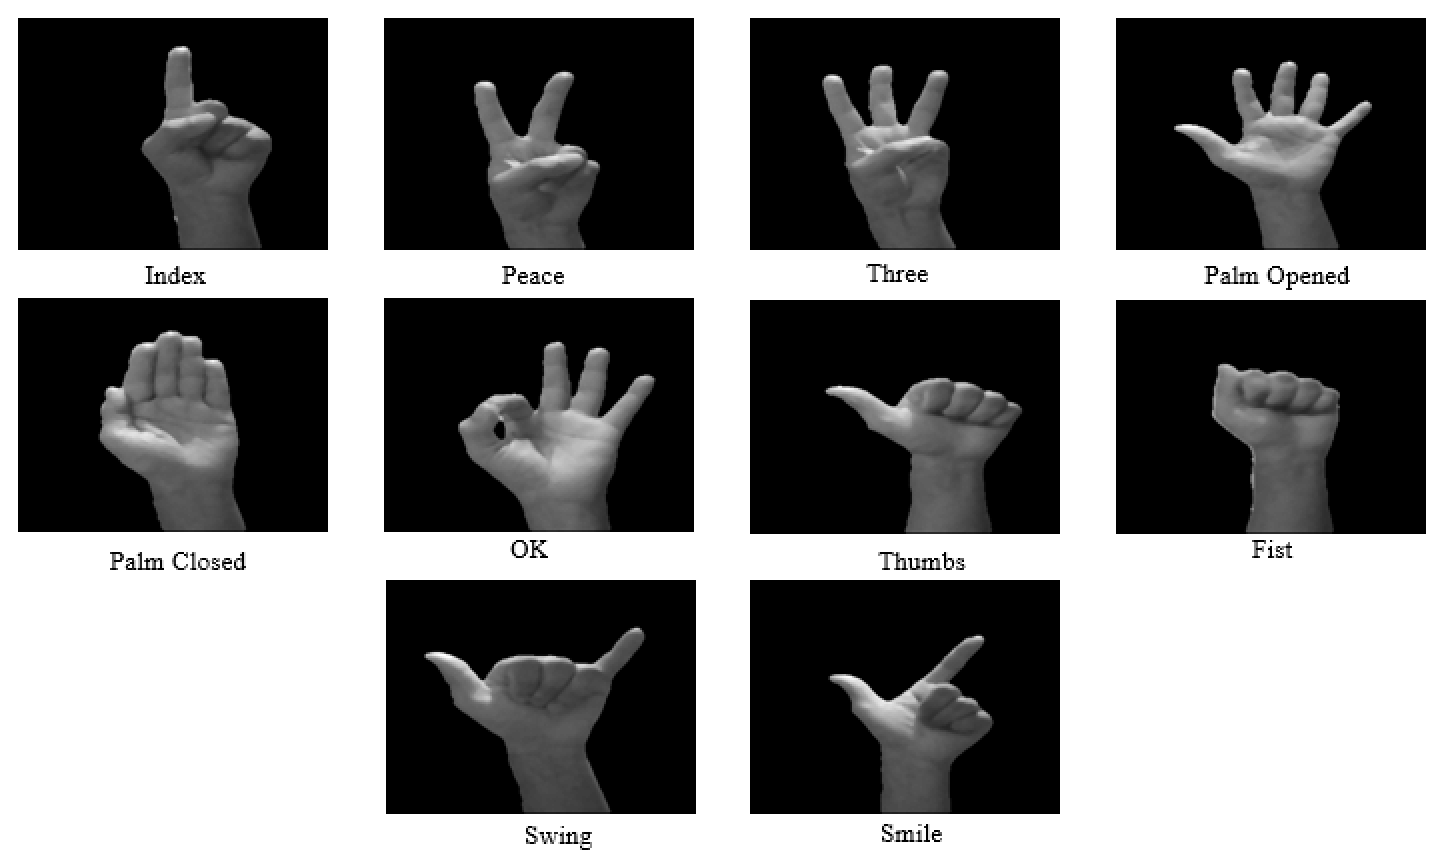 Index
Peace
Three
Palm Opened
Palm Closed
OK
Thumbs
Fist
Swing
Smile